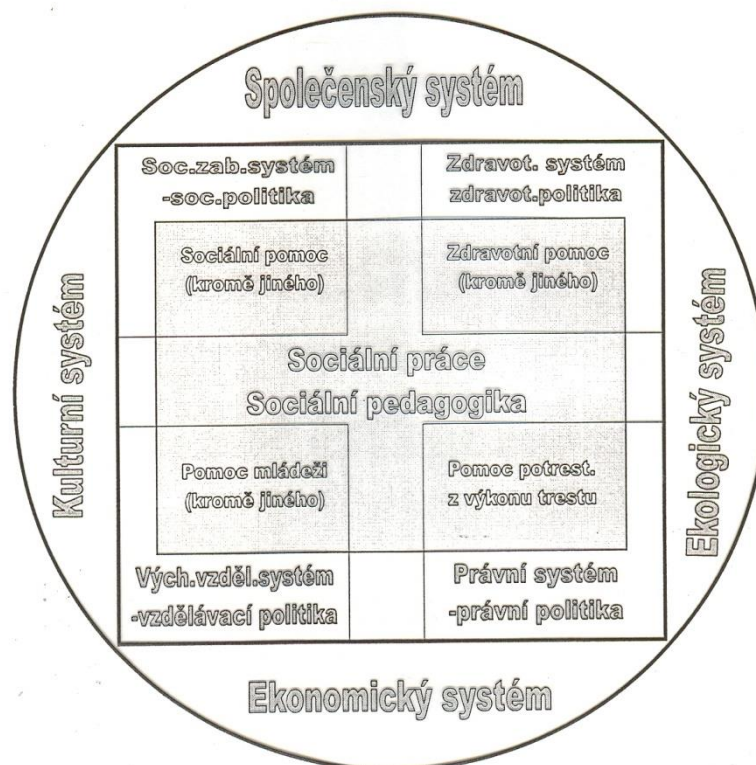 Společenský systém
Soc.zab.systém
-soc.politika
Zdravot. systém
zdravot.politika
Sociální pomoc
(kromě jiného)
Zdravotní pomoc
(kromě jiného)
Kulturní systém
Ekologický systém
Sociální práce
Sociální pedagogika
Pomoc mládeži
(kromě jiného)
Pomoc potrest.
z výkonu trestu
Vých.vzděl.systém
-vzdělávací politika
Právní systém
-právní politika
Ekonomický systém